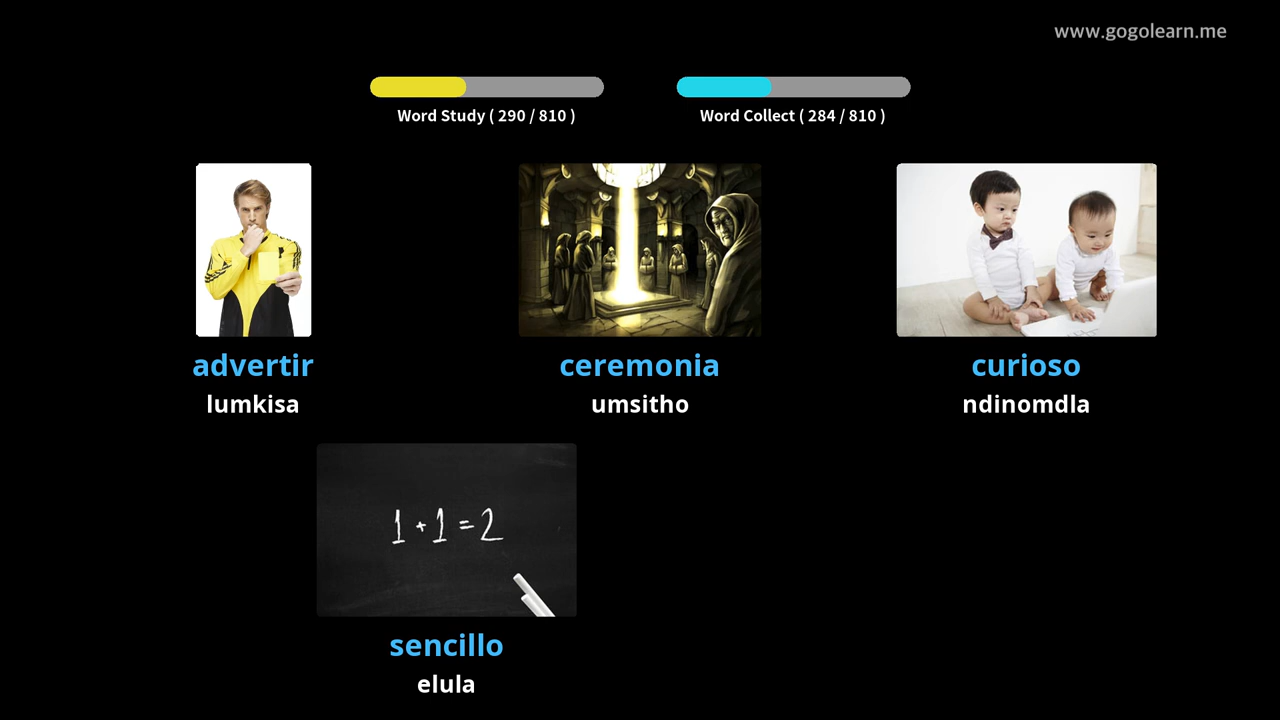 www.gogolearn.me
Word Study ( 290 / 810 )
Word Collect ( 284 / 810 )
advertir
lumkisa
ceremonia
umsitho
curioso
ndinomdla
1 + 1 = 2
sencillo
elula